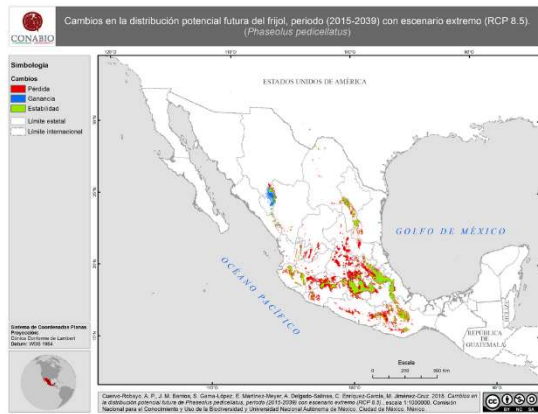 Cambios en la distribución potencial futura del frijol, periodo (2015-2039) con escenario extremo (RCP 8.5).
(Phaseolus pedicellatus)
CONABIO
Simbología
Cambios
Pérdida
Ganancia
Estabilidad
Límite estatal
Límite internacional
ESTADOS UNIDOS DE AMÉRICA
GOLFO DE MÉXICO
OCÉANO PACÍFICO
BELIZE
REPÚBLICA
DE
GUATEMALA
Sistema de Coordenadas Planas
Proyección:
Cónica Conforme de Lambert
Datum: WGS 1984
Escala
Cuervo-Robayo, A. P., J. M. Barrios, S. Gama-López, E. Martínez-Meyer, A. Delgado-Salinas, C. Enríquez-García, M. Jiménez-Cruz. 2018. Cambios en
la distribución potencial futura de Phaseolus pedicellatus, periodo (2015-2039) con escenario extremo (RCP 8.5), escala 1:1000000. Comisión
Nacional para el Conocimiento y Uso de la Biodiversidad y Universidad Nacional Autónoma de México. Ciudad de México, México.
BY NC SA